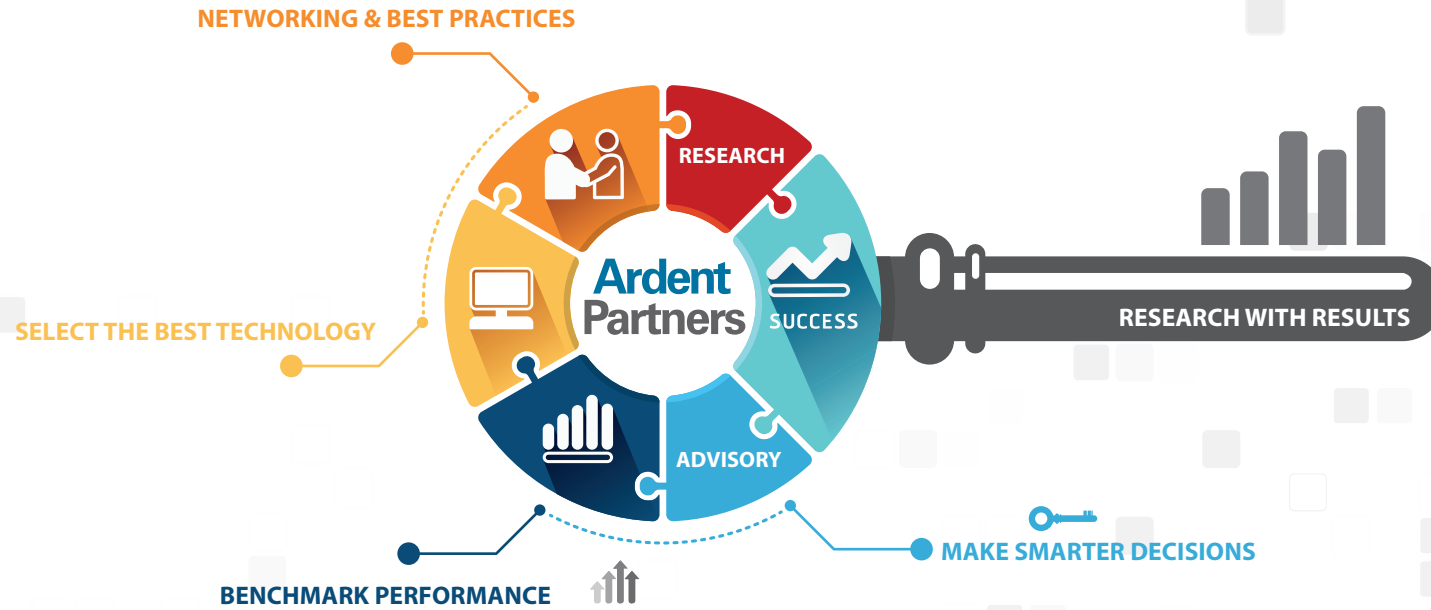 NETWORKING & BEST PRACTICES
RESEARCH
Ardent
Partners
SUCCESS
RESEARCH WITH RESULTS
SELECT THE BEST TECHNOLOGY
ADVISORY
MAKE SMARTER DECISIONS
BENCHMARK PERFORMANCE